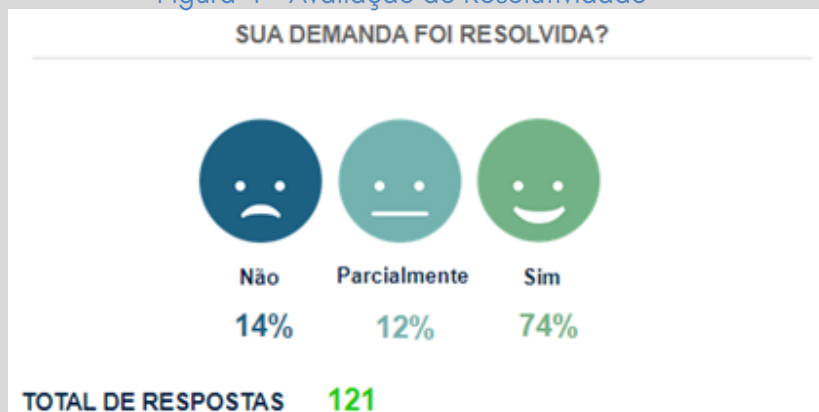 SUA DEMANDA FOI RESOLVIDA?
Não Parcialmente Sim
14% 12% 74%
TOTAL DE RESPOSTAS 121